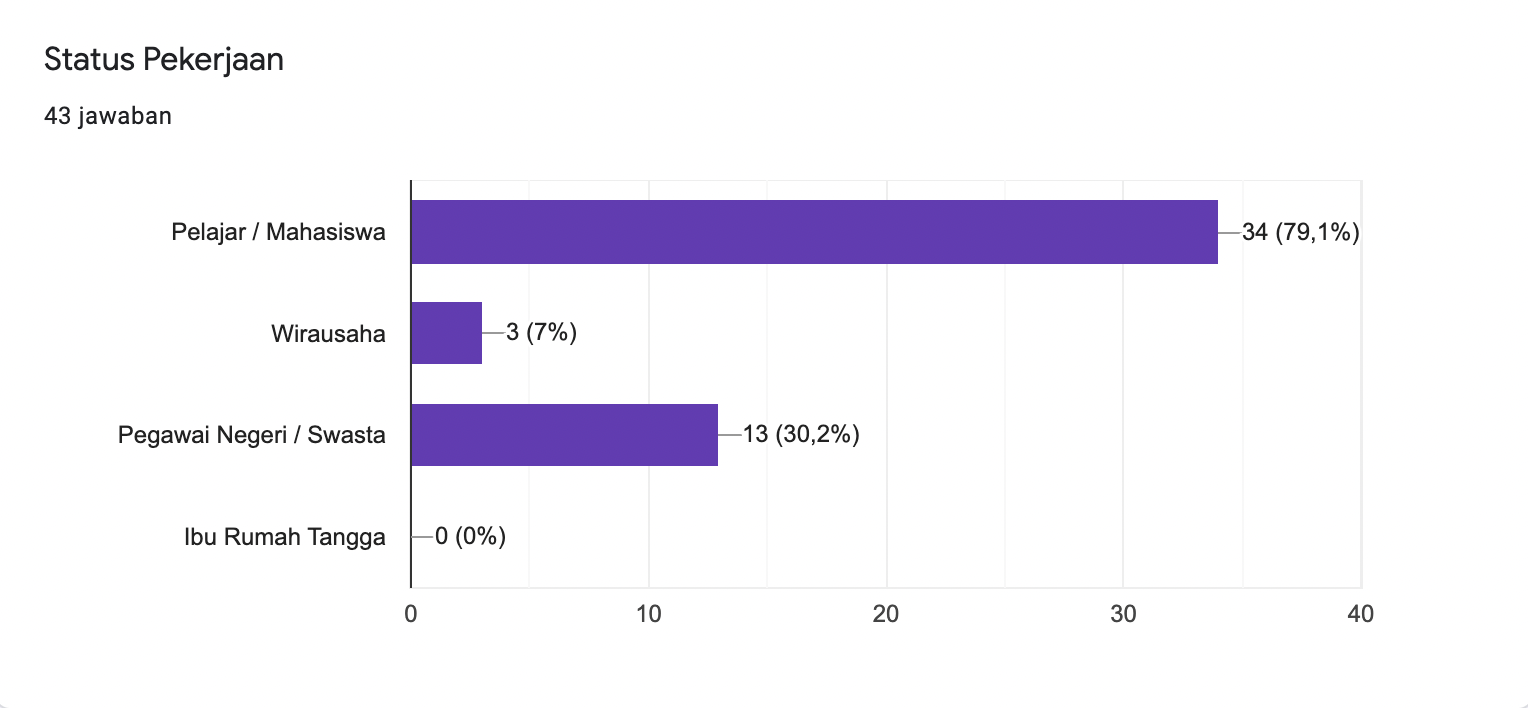 Status Pekerjaan
43 jawaban
Pelajar / Mahasiswa
34 (79,1%)
Wirausaha
3 (7%)
Pegawai Negeri / Swasta
13 (30,2%)
Ibu Rumah Tangga
0 (0%)
0 10 20 30 40